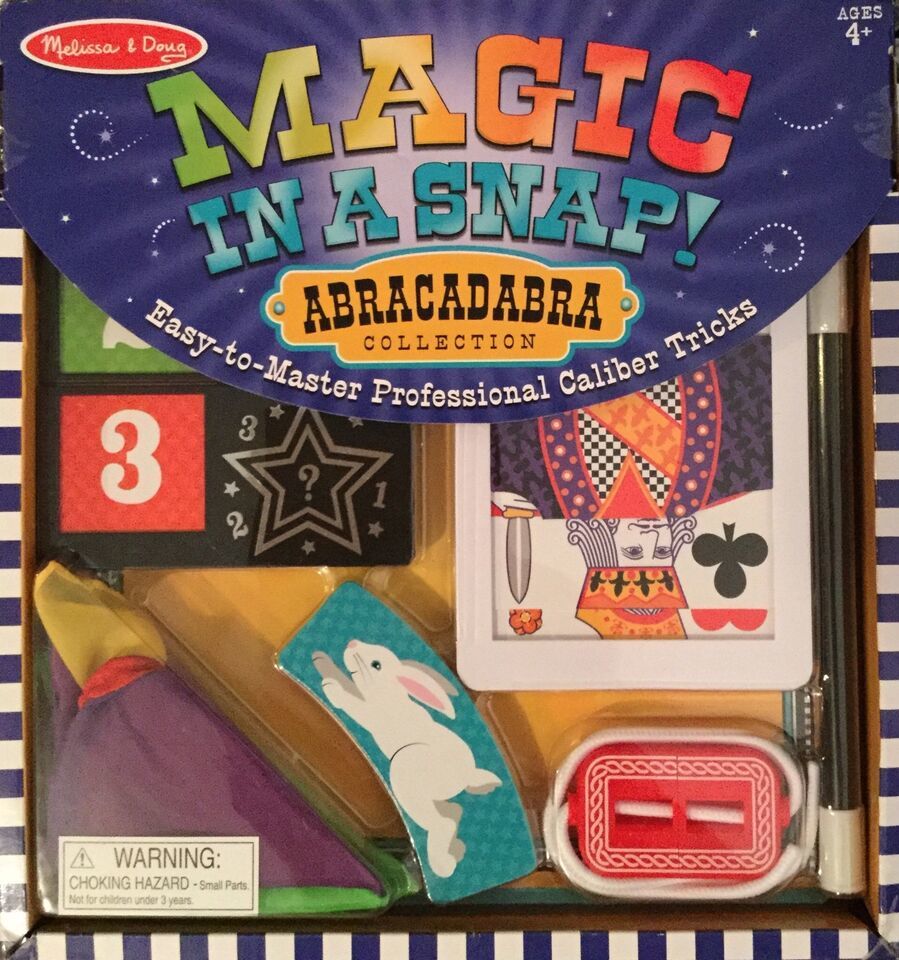 Melissa & Doug
AGES
4+
MAGIC
IN A SNAP!
ABRACADABRA
COLLECTION
Easy-to-Master Professional Caliber Tricks
3
3
?
1
2
WARNING:
CHOKING HAZARD - Small Parts.
Not for children under 3 years.